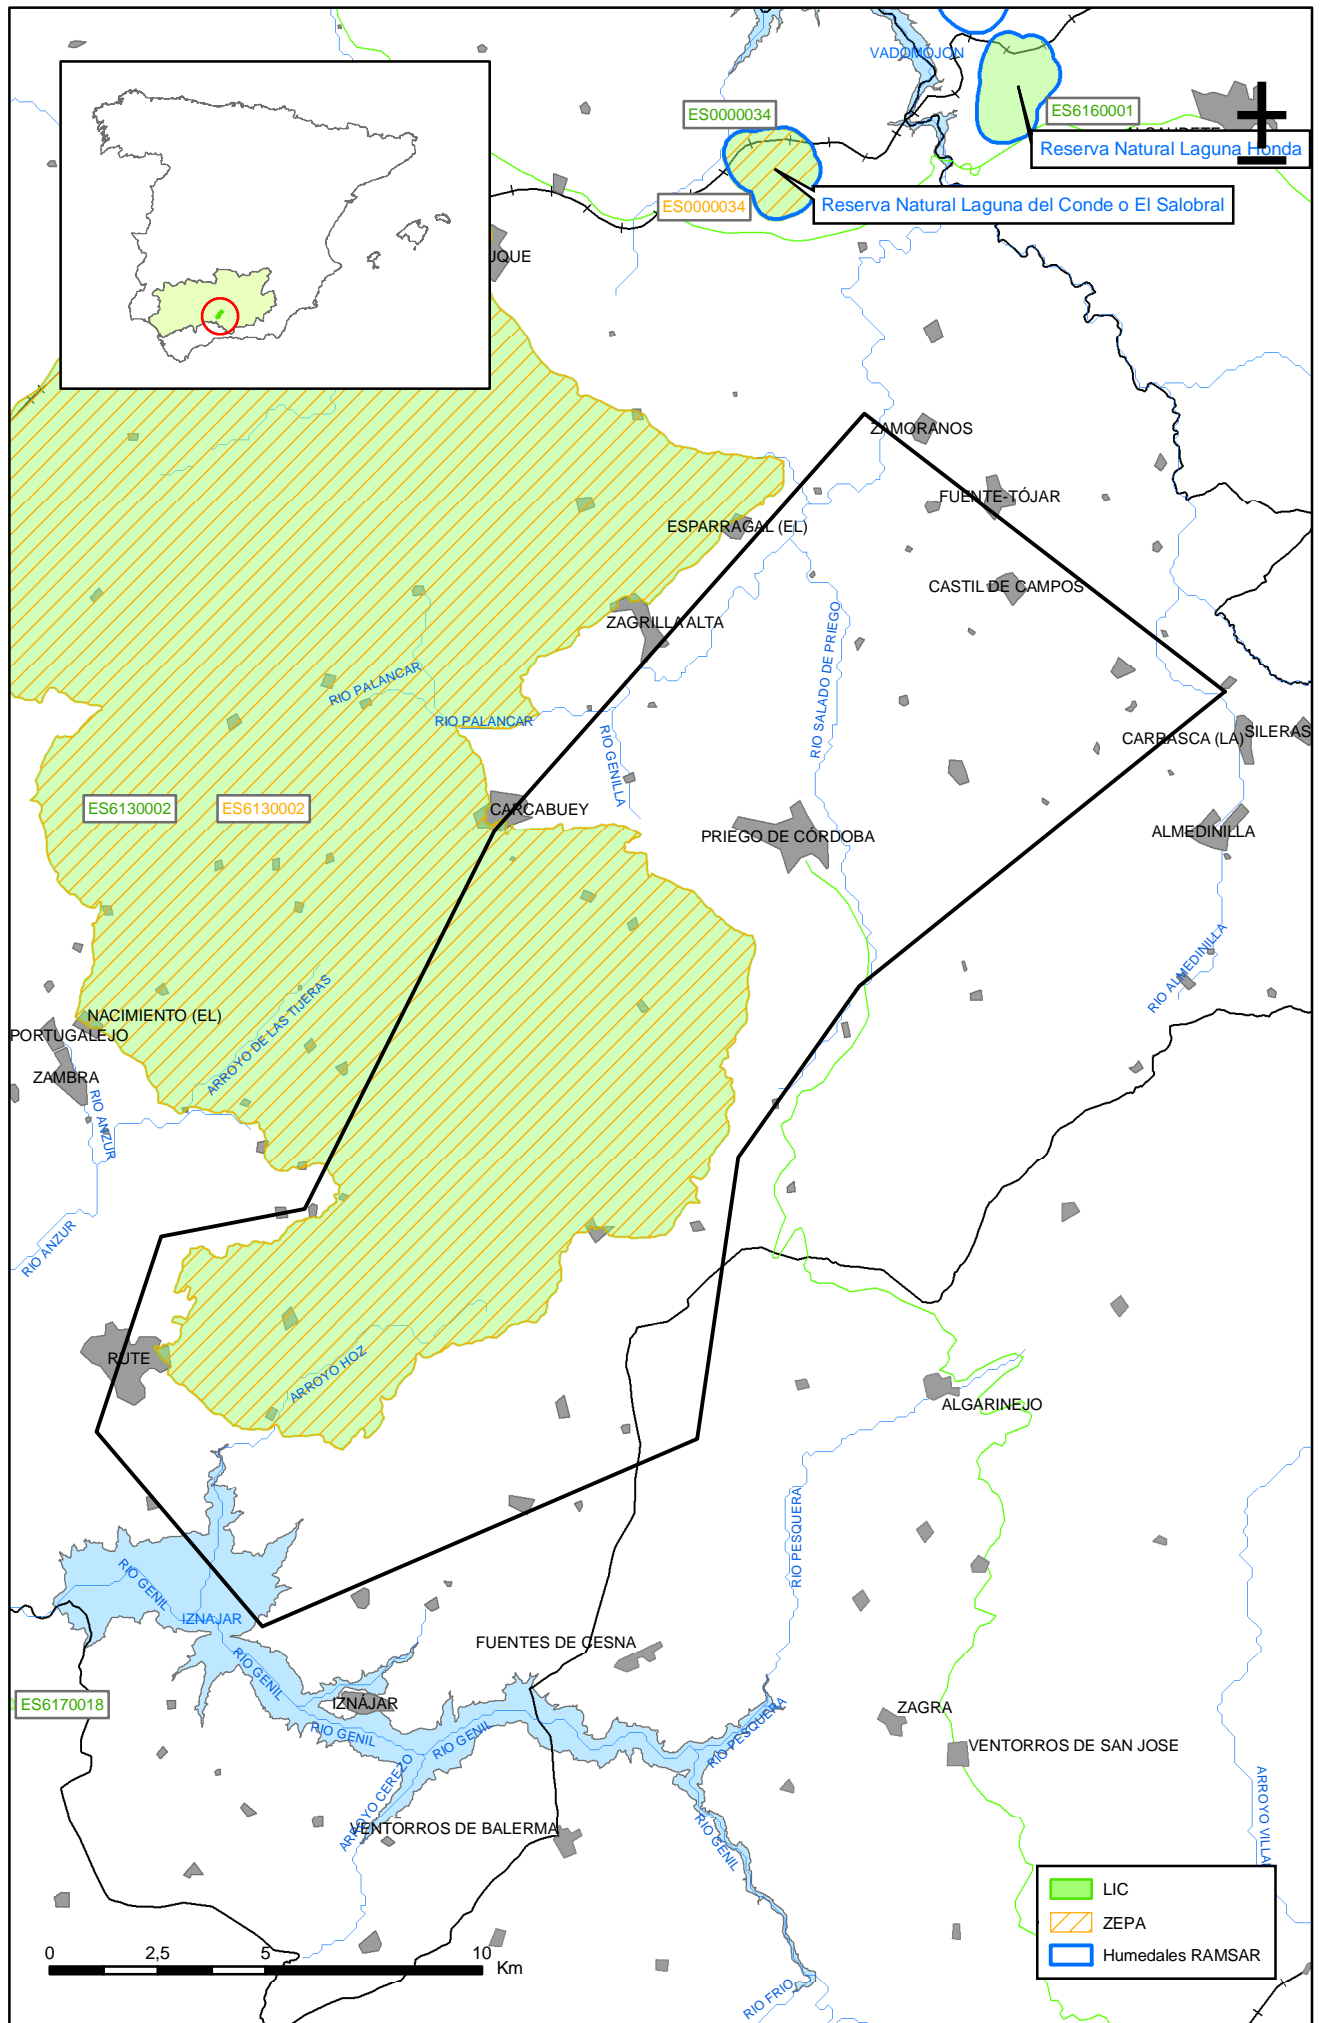 VADOMOJON
ES0000034
ES6160001
Reserva Natural Laguna Honda
ES0000034
Reserva Natural Laguna del Conde o El Salobral
UQUE
ZAMORANOS
FUENTE-TÓJAR
ESPARRAGAL (EL)
CASTIL DE CAMPOS
ZAGRILLA ALTA
RIO SALADO DE PRIEGO
RIO PALANCAR
RIO PALANCAR
RIO GENILLA
CARRASCA (LA)
SILERAS
ES6130002
ES6130002
CARCABUEY
PRIEGO DE CÓRDOBA
ALMEDINILLA
RIO ALMEDINILLA
NACIMIENTO (EL)
PORTUGALEJO
ARROYO DE LAS TIJERAS
ZAMBRA
RIO ANZUR
RIO ANZUR
RUTE
ARROYO HOZ
ALGARINEJO
RIO PESQUERA
RIO GENIL
IZNAJAR
FUENTES DE CESNA
RIO GENIL
ES6170018
IZNÁJAR
RIO GENIL
RIO GENIL
RIO PESQUERA
ZAGRA
VENTORROS DE SAN JOSE
ARROYO CEREZO
VENTORROS DE BALERMA
RIO GENIL
ARROYO VILLA
LIC
ZEPA
Humedales RAMSAR
0 2,5 5 10
Km
RIO FRIO